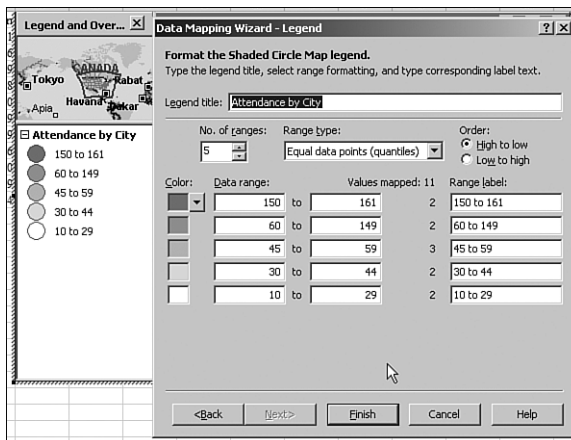 Legend and Over...
Tokyo
CANADA
Rabat
Apia
Havana
Dakar
Attendance by City
150 to 161
60 to 149
45 to 59
30 to 44
10 to 29
Data Mapping Wizard - Legend
Format the Shaded Circle Map legend.
Type the legend title, select range formatting, and type corresponding label text.
Legend title: Attendance by City
No. of ranges: Range type: Order:
5 Equal data points (quantiles) High to low
Low to high
Color: Data range: Values mapped: 11 Range label:
150 to 161 2 150 to 161
60 to 149 2 60 to 149
45 to 59 3 45 to 59
30 to 44 2 30 to 44
10 to 29 2 10 to 29
<Back Next> Finish Cancel Help